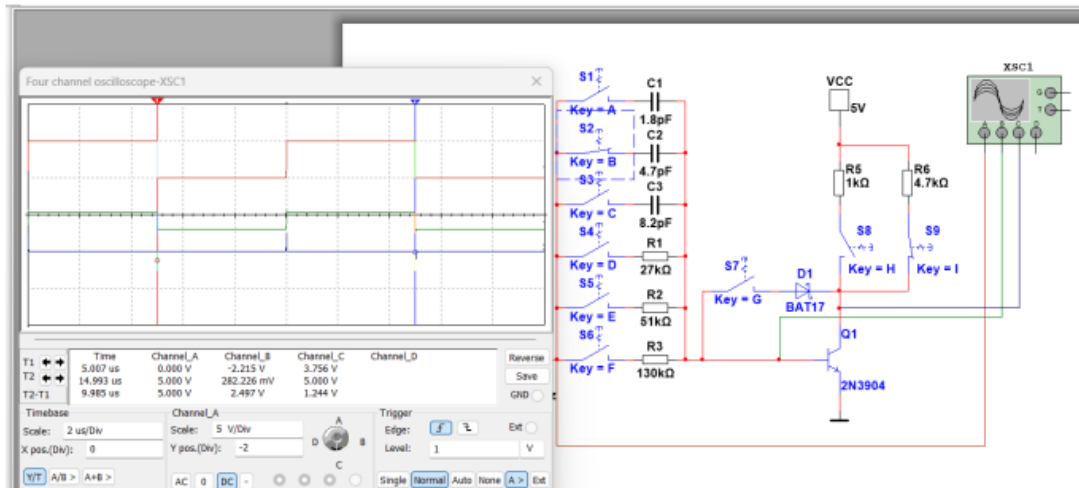 Four channel oscilloscope-XSC1
T1
T2
T2-T1
Time Channel_A Channel_B Channel_C Channel_D
5.007 us 0.000 V -2.215 V 3.756 V
14.993 us 5.000 V 282.226 mV 5.000 V
9.985 us 5.000 V 2.497 V 1.244 V
Reverse
Save
GND
Timebase
Scale: 2 us/Div
X pos.(Div): 0
Y/T A/B > A+B >
Channel_A
Scale: 5 V/Div
Y pos.(Div): -2
AC 0 DC -
A
B
C
D
Trigger
Edge: Ext
Level: 1 V
Single Normal Auto None A > Ext
S1
Key = A
C1
1.8pF
S2
Key = B
C2
4.7pF
S3
Key = C
C3
8.2pF
S4
Key = D
R1
27kΩ
S5
Key = E
R2
51kΩ
S6
Key = F
R3
130kΩ
S7
Key = G
D1
BAT17
VCC
5V
R5
1kΩ
R6
4.7kΩ
S8
Key = H
S9
Key = I
Q1
2N3904
XSC1
G
T
A B C D